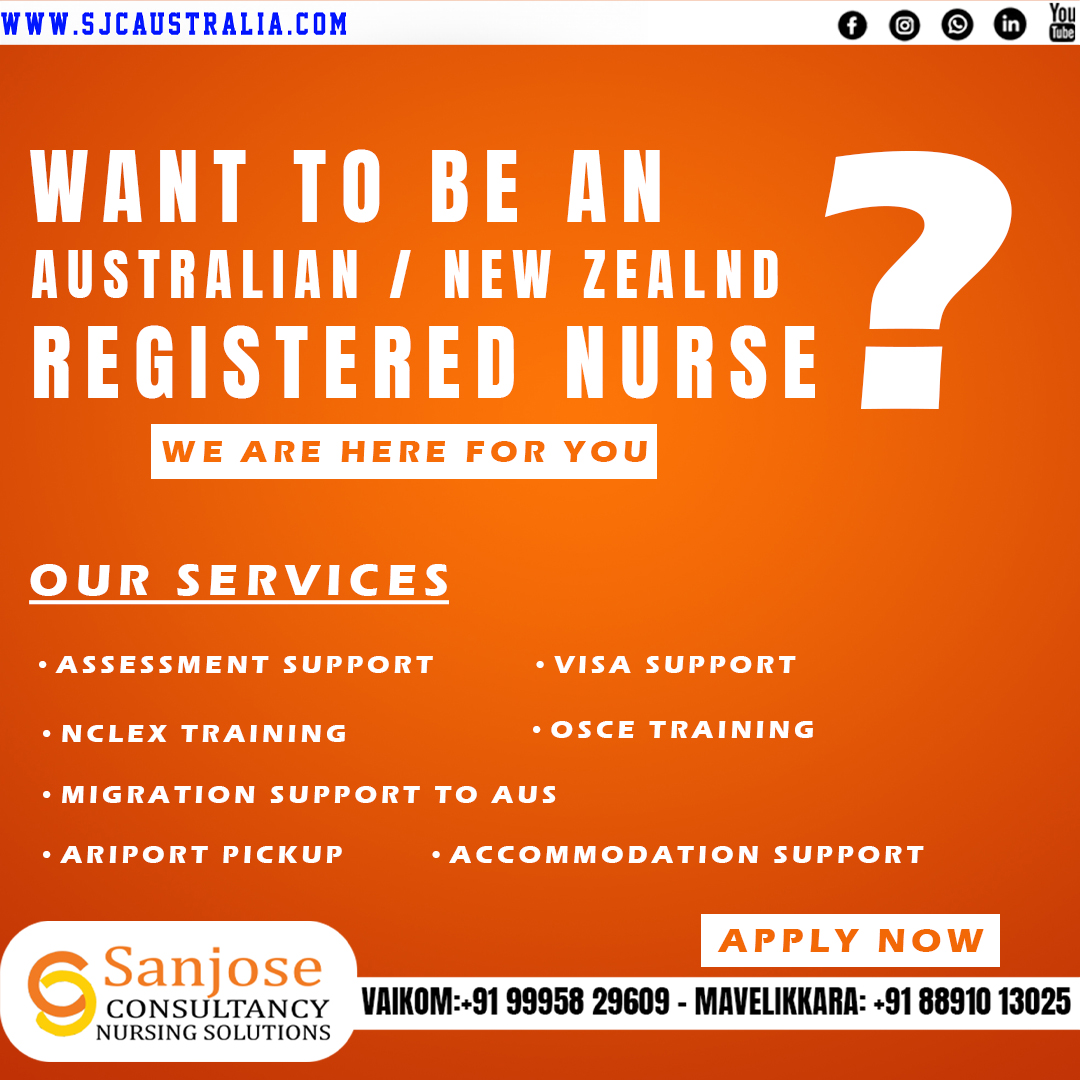 WWW.SJCAUSTRALIA.COM
You
Tube
WANT TO BE AN
AUSTRALIAN / NEW ZEALND
REGISTERED NURSE
?
WE ARE HERE FOR YOU
OUR SERVICES
• ASSESSMENT SUPPORT
• VISA SUPPORT
• NCLEX TRAINING
• OSCE TRAINING
• MIGRATION SUPPORT TO AUS
• ARIPORT PICKUP
• ACCOMMODATION SUPPORT
APPLY NOW
Sanjose
CONSULTANCY
NURSING SOLUTIONS
VAIKOM:+91 99958 29609 - MAVELIKKARA: +91 88910 13025